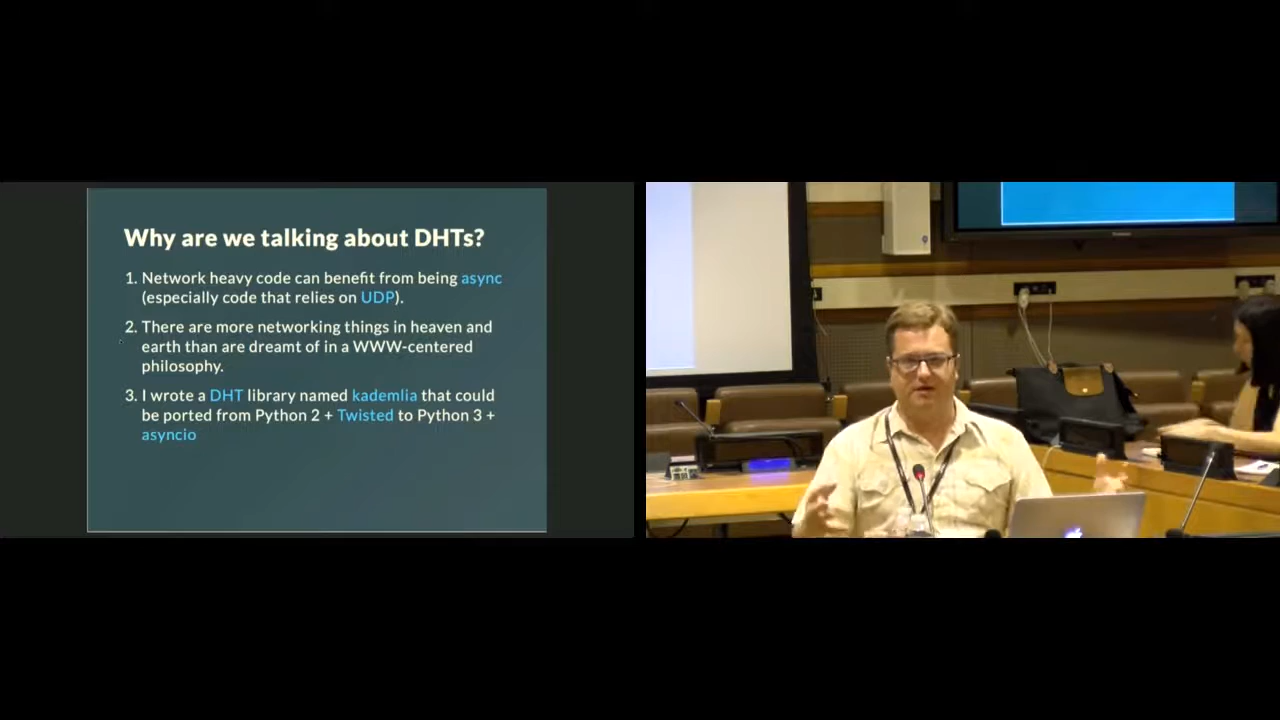 Why are we talking about DHTs?
1. Network heavy code can benefit from being async
(especially code that relies on UDP).
2. There are more networking things in heaven and
earth than are dreamt of in a WWW-centered
philosophy.
3. I wrote a DHT library named kademlia that could
be ported from Python 2 + Twisted to Python 3 +
asyncio